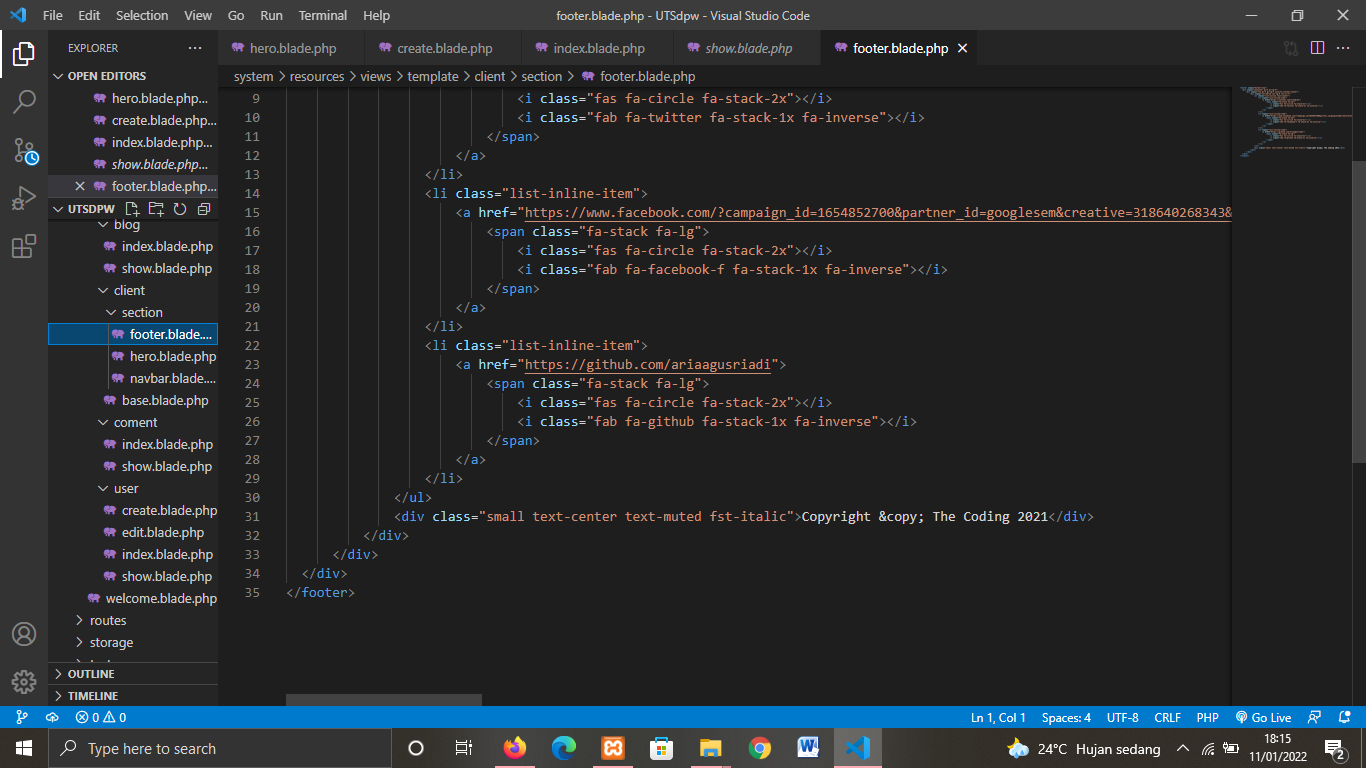 File Edit Selection View Go Run Terminal Help footer.blade.php - UTSdpw - Visual Studio Code
EXPLORER ···
OPEN EDITORS
hero.blade.php...
create.blade.php...
index.blade.php...
show.blade.php...
footer.blade.php...
UTSDPW
blog
index.blade.php
show.blade.php
client
section
footer.blade....
hero.blade.php
navbar.blade....
base.blade.php
coment
index.blade.php
show.blade.php
user
create.blade.php
edit.blade.php
index.blade.php
show.blade.php
welcome.blade.php
routes
storage
OUTLINE
TIMELINE
hero.blade.php create.blade.php index.blade.php show.blade.php footer.blade.php
system > resources > views > template > client > section > footer.blade.php
9 <i class="fas fa-circle fa-stack-2x"></i>
10 <i class="fab fa-twitter fa-stack-1x fa-inverse"></i>
11 </span>
12 </a>
13 </li>
14 <li class="list-inline-item">
15 <a href="https://www.facebook.com/?campaign_id=1654852700&partner_id=googlesem&creative=318640268343&
16 <span class="fa-stack fa-lg">
17 <i class="fas fa-circle fa-stack-2x"></i>
18 <i class="fab fa-facebook-f fa-stack-1x fa-inverse"></i>
19 </span>
20 </a>
21 </li>
22 <li class="list-inline-item">
23 <a href="https://github.com/ariaagusriadi">
24 <span class="fa-stack fa-lg">
25 <i class="fas fa-circle fa-stack-2x"></i>
26 <i class="fab fa-github fa-stack-1x fa-inverse"></i>
27 </span>
28 </a>
29 </li>
30 </ul>
31 <div class="small text-center text-muted fst-italic">Copyright &copy; The Coding 2021</div>
32 </div>
33 </div>
34 </div>
35 </footer>
0 0 Ln 1, Col 1 Spaces: 4 UTF-8 CRLF PHP Go Live
Type here to search
24°C Hujan sedang
18:15
11/01/2022
2